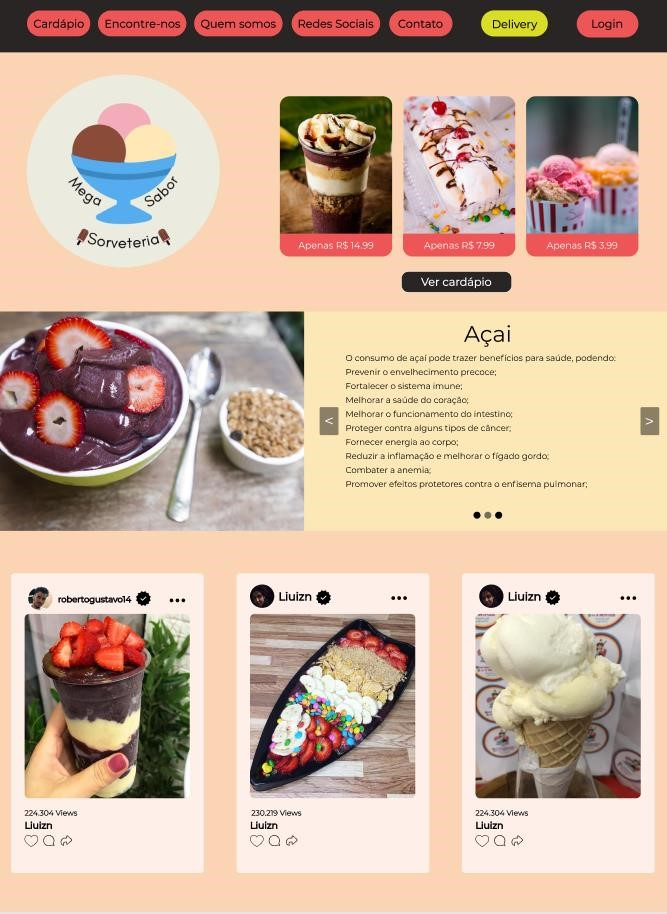 Cardápio Encontre-nos Quem somos Redes Sociais Contato Delivery Login
Mega Sabor
Sorveteria
Apenas R$ 14.99 Apenas R$ 7.99 Apenas R$ 3.99
Ver cardápio
Açai
O consumo de açaí pode trazer benefícios para saúde, podendo:
Prevenir o envelhecimento precoce;
Fortalecer o sistema imune;
Melhorar a saúde do coração;
Melhorar o funcionamento do intestino;
< >
Proteger contra alguns tipos de câncer;
Fornecer energia ao corpo;
Reduzir a inflamação e melhorar o fígado gordo;
Combater a anemia;
Promover efeitos protetores contra o enfisema pulmonar;
robertogustavo14 Liuizn Liuizn
224.304 Views 230.219 Views 224.304 Views
Liuizn Liuizn Liuizn